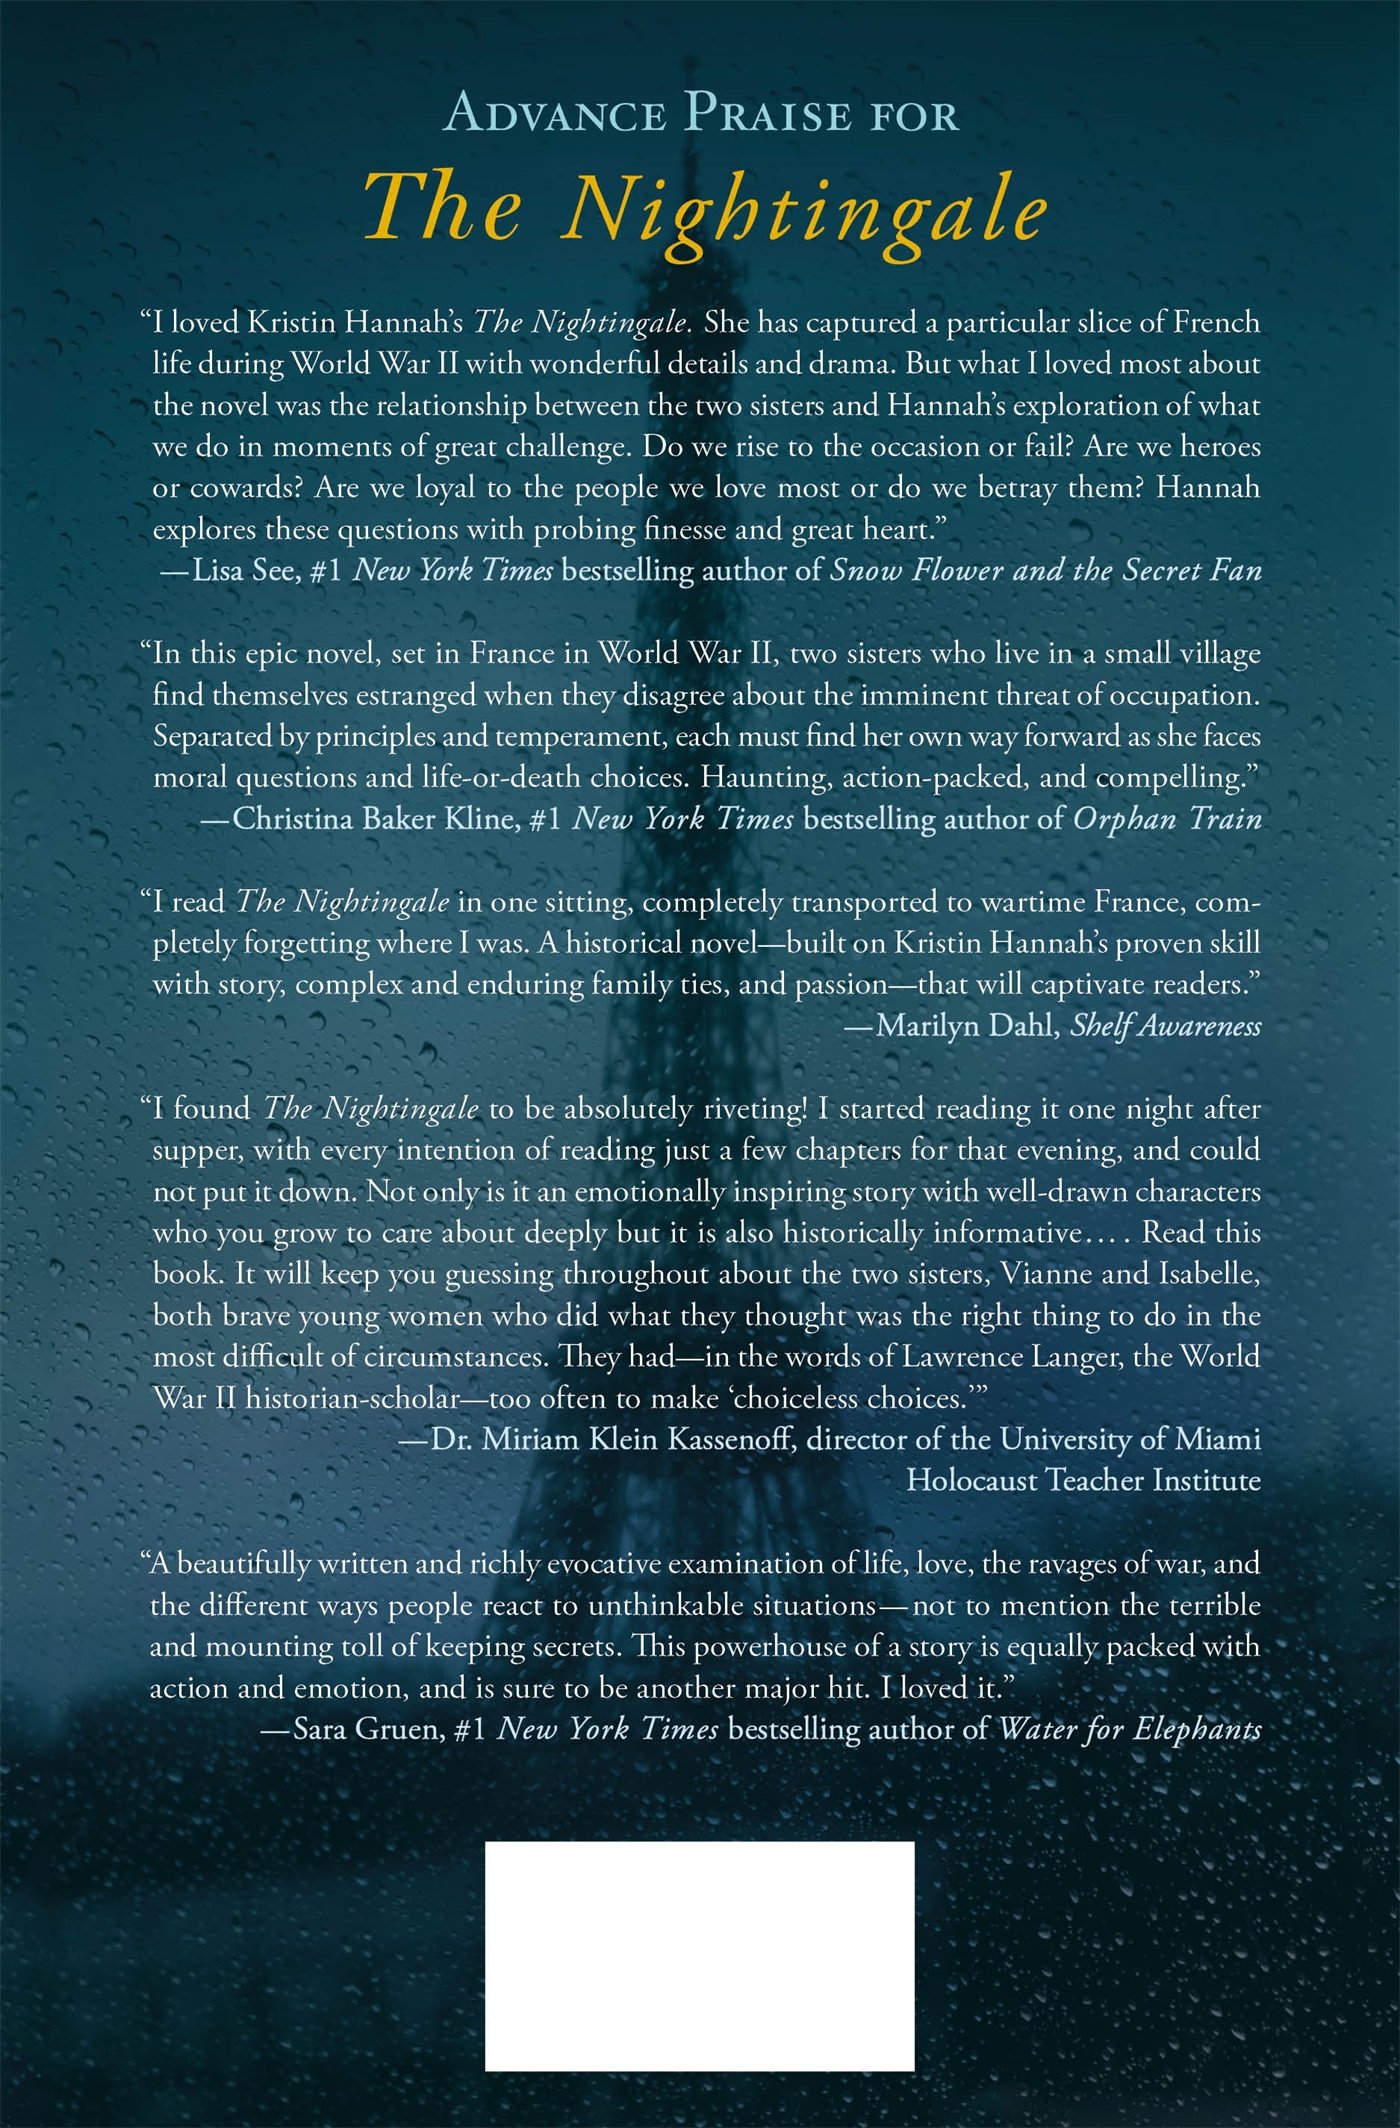 Advance Praise for
The Nightingale
“I loved Kristin Hannah’s The Nightingale. She has captured a particular slice of French
life during World War II with wonderful details and drama. But what I loved most about
the novel was the relationship between the two sisters and Hannah’s exploration of what
we do in moments of great challenge. Do we rise to the occasion or fail? Are we heroes
or cowards? Are we loyal to the people we love most or do we betray them? Hannah
explores these questions with probing finesse and great heart.”
—Lisa See, #1 New York Times bestselling author of Snow Flower and the Secret Fan
“In this epic novel, set in France in World War II, two sisters who live in a small village
find themselves estranged when they disagree about the imminent threat of occupation.
Separated by principles and temperament, each must find her own way forward as she faces
moral questions and life-or-death choices. Haunting, action-packed, and compelling.”
—Christina Baker Kline, #1 New York Times bestselling author of Orphan Train
“I read The Nightingale in one sitting, completely transported to wartime France, com-
pletely forgetting where I was. A historical novel—built on Kristin Hannah’s proven skill
with story, complex and enduring family ties, and passion—that will captivate readers.”
—Marilyn Dahl, Shelf Awareness
“I found The Nightingale to be absolutely riveting! I started reading it one night after
supper, with every intention of reading just a few chapters for that evening, and could
not put it down. Not only is it an emotionally inspiring story with well-drawn characters
who you grow to care about deeply but it is also historically informative. . . . Read this
book. It will keep you guessing throughout about the two sisters, Vianne and Isabelle,
both brave young women who did what they thought was the right thing to do in the
most difficult of circumstances. They had—in the words of Lawrence Langer, the World
War II historian-scholar—too often to make ‘choiceless choices.’”
—Dr. Miriam Klein Kassenoff, director of the University of Miami
Holocaust Teacher Institute
“A beautifully written and richly evocative examination of life, love, the ravages of war, and
the different ways people react to unthinkable situations—not to mention the terrible
and mounting toll of keeping secrets. This powerhouse of a story is equally packed with
action and emotion, and is sure to be another major hit. I loved it.”
—Sara Gruen, #1 New York Times bestselling author of Water for Elephants